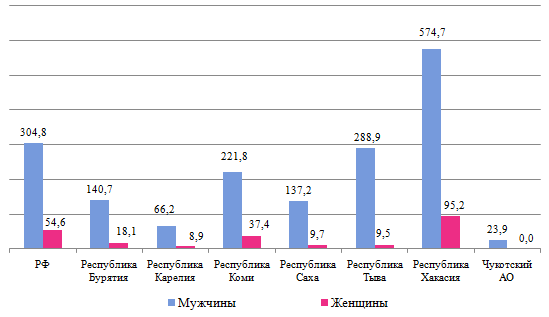 574,7
304,8
288,9
221,8
140,7
137,2
95,2
66,2
54,6
37,4
23,9
18,1
8,9
9,7
9,5
0,0
РФ
Республика Бурятия
Республика Карелия
Республика Коми
Республика Саха
Республика Тыва
Республика Хакасия
Чукотский АО
Мужчины
Женщины